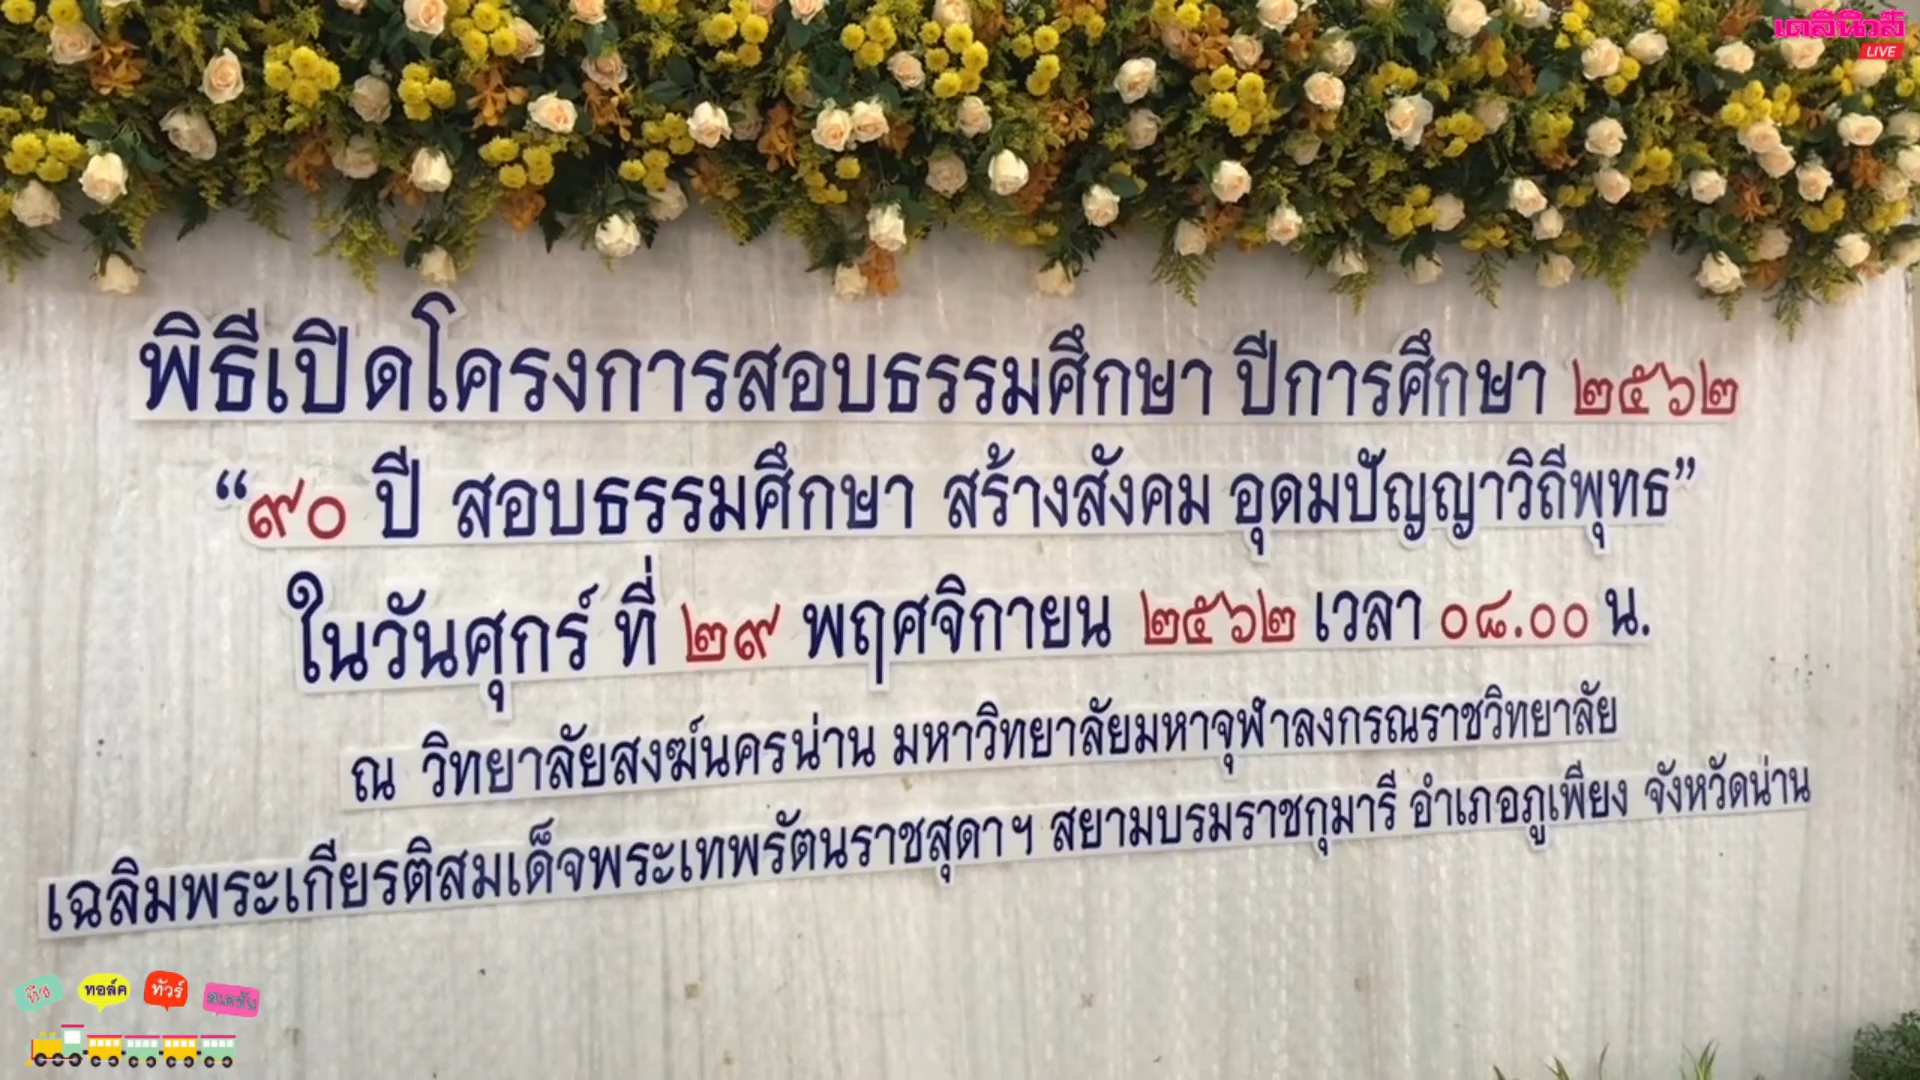 เดลินิวส์
LIVE
พิธีเปิดโครงการสอบธรรมศึกษา ปีการศึกษา ๒๕๖๒
“๙๐ ปี สอบธรรมศึกษา สร้างสังคม อุดมปัญญาวิถีพุทธ”
ในวันศุกร์ ที่ ๒๙ พฤศจิกายน ๒๕๖๒ เวลา ๐๘.๐๐ น.
ณ วิทยาลัยสงฆ์นครน่าน มหาวิทยาลัยมหาจุฬาลงกรณราชวิทยาลัย
เฉลิมพระเกียรติสมเด็จพระเทพรัตนราชสุดาฯ สยามบรมราชกุมารี อำเภอภูเพียง จังหวัดน่าน
ทอล์ค ทัวร์